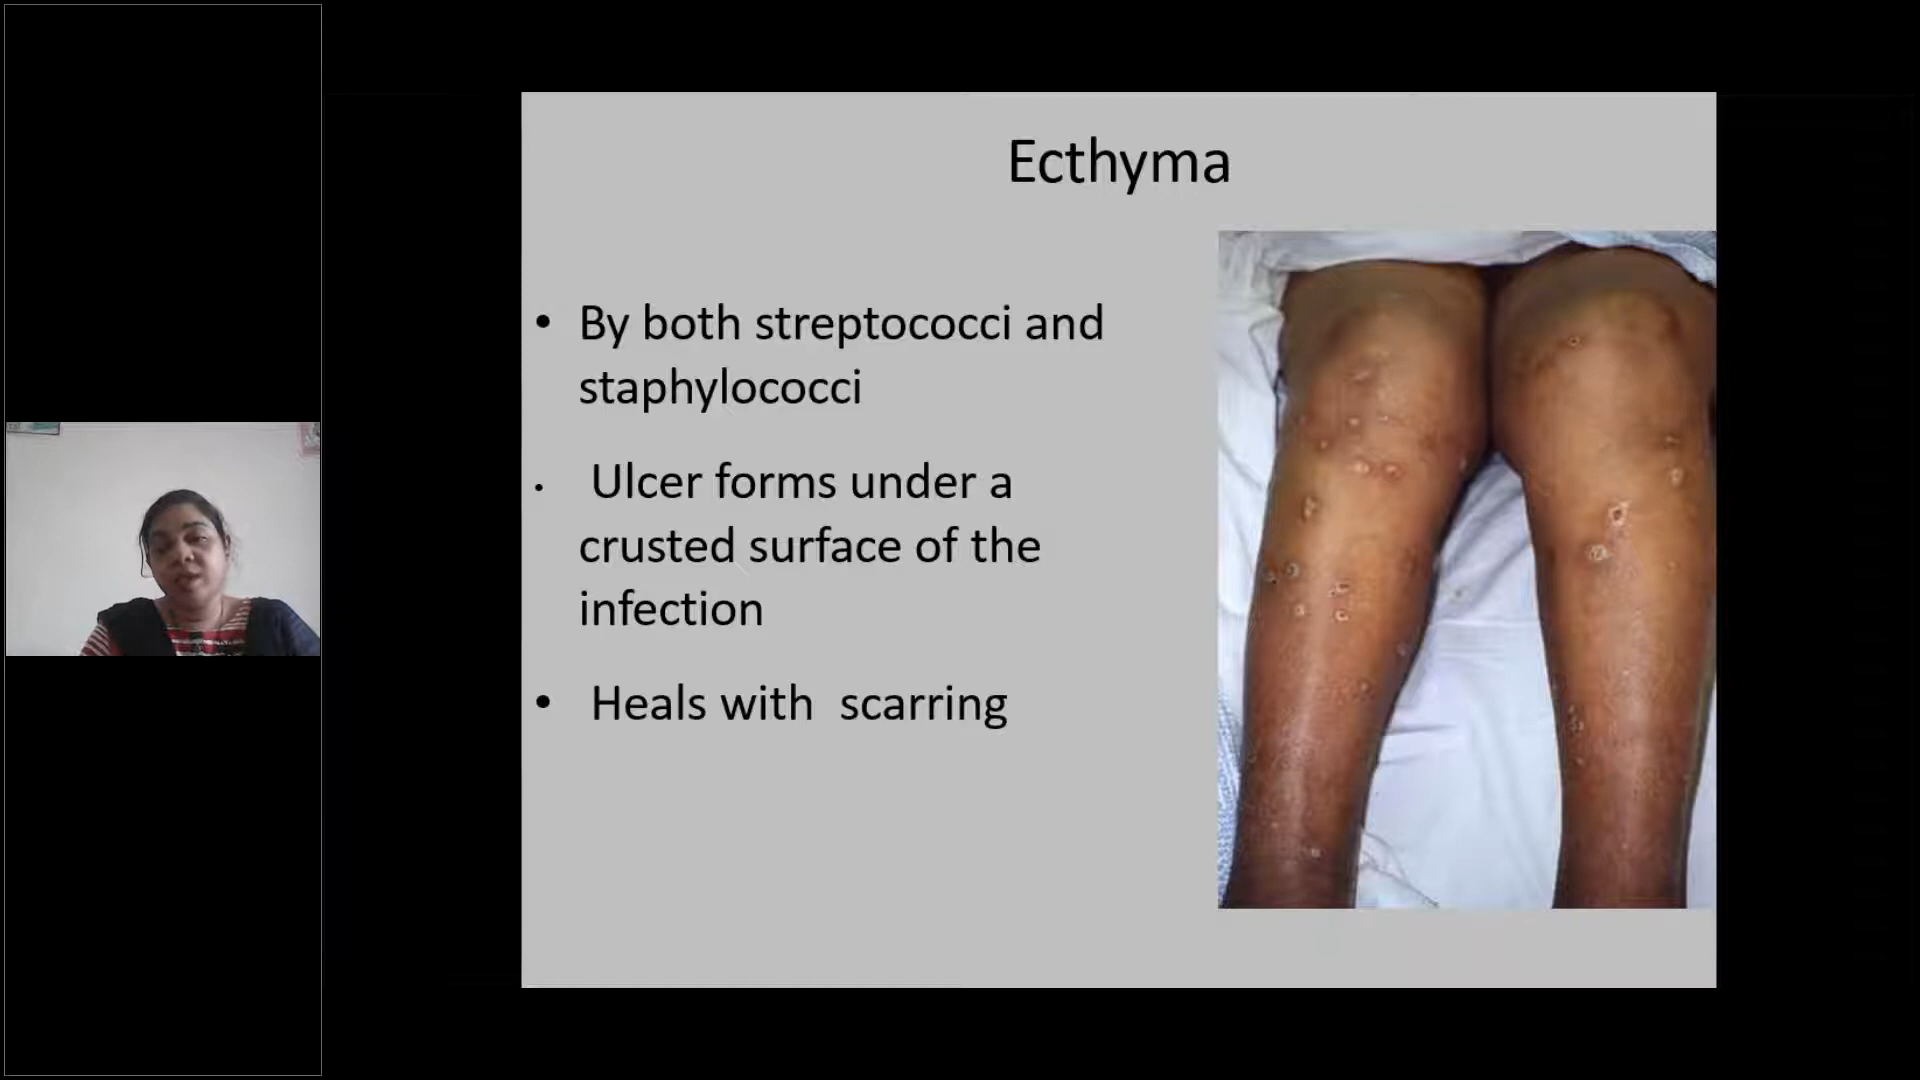 Ecthyma
• By both streptococci and
staphylococci
• Ulcer forms under a
crusted surface of the
infection
• Heals with scarring